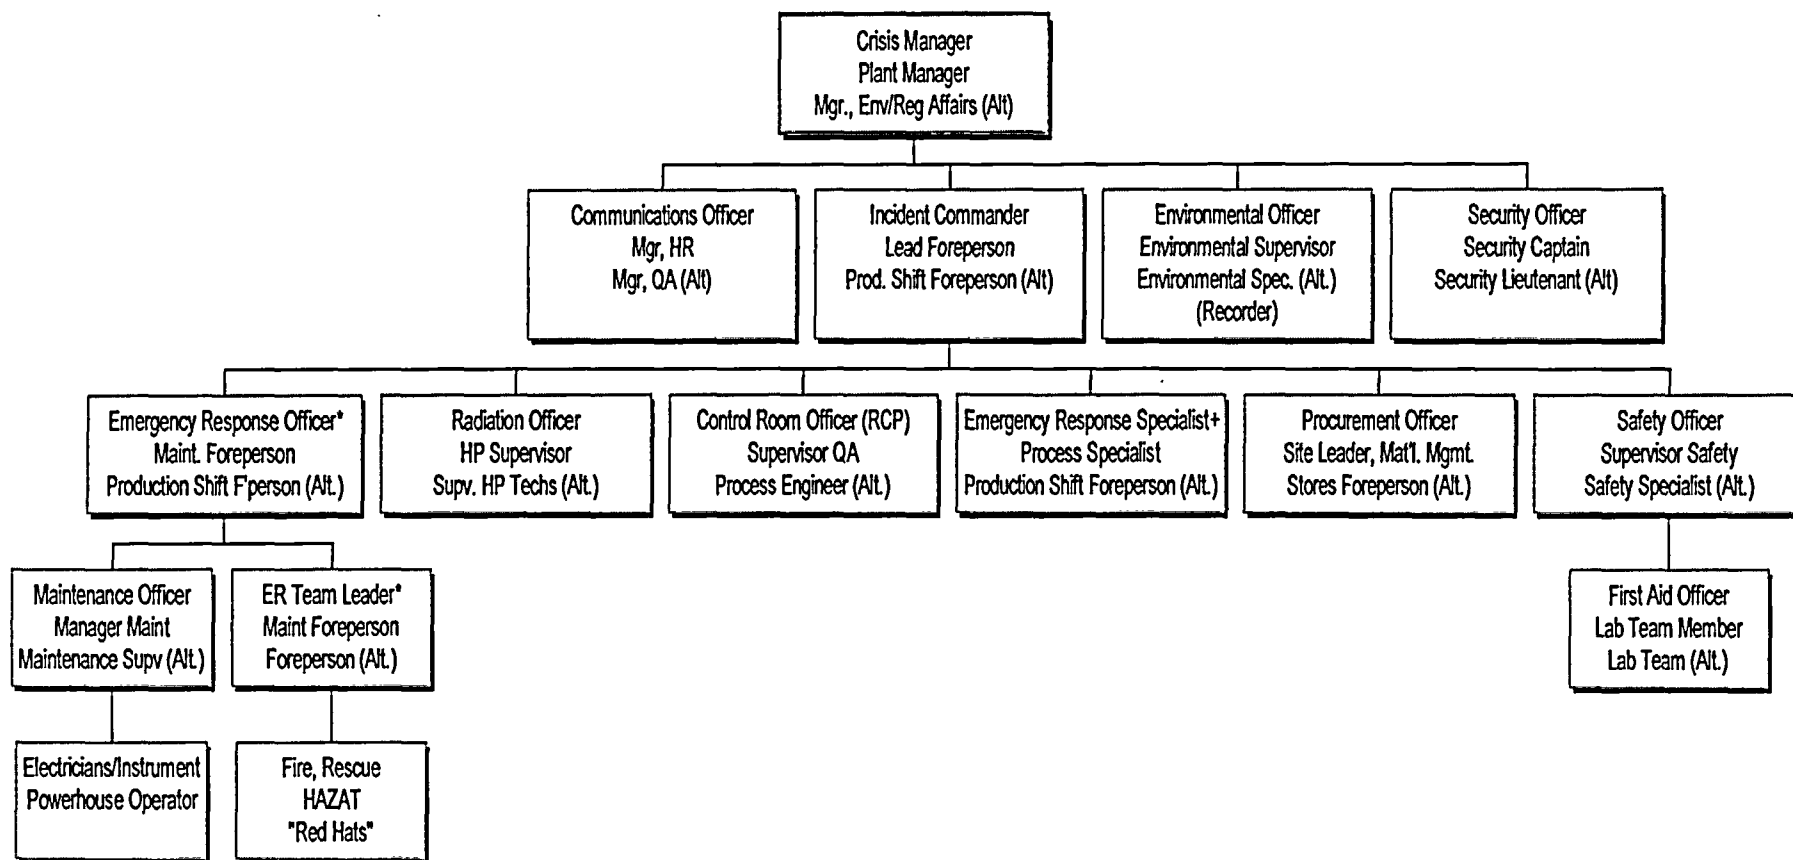 Crisis Manager
Plant Manager
Mgr., Env/Reg Affairs (Alt)
Communications Officer
Mgr, HR
Mgr, QA (Alt)
Incident Commander
Lead Foreperson
Prod. Shift Foreperson (Alt)
Environmental Officer
Environmental Supervisor
Environmental Spec. (Alt.)
(Recorder)
Security Officer
Security Captain
Security Lieutenant (Alt)
Emergency Response Officer*
Maint. Foreperson
Production Shift F'person (Alt.)
Radiation Officer
HP Supervisor
Supv. HP Techs (Alt.)
Control Room Officer (RCP)
Supervisor QA
Process Engineer (Alt.)
Emergency Response Specialist+
Process Specialist
Production Shift Foreperson (Alt.)
Procurement Officer
Site Leader, Mat'l. Mgmt.
Stores Foreperson (Alt.)
Safety Officer
Supervisor Safety
Safety Specialist (Alt.)
Maintenance Officer
Manager Maint
Maintenance Supv (Alt.)
ER Team Leader*
Maint Foreperson
Foreperson (Alt.)
First Aid Officer
Lab Team Member
Lab Team (Alt.)
Electricians/Instrument
Powerhouse Operator
Fire, Rescue
HAZAT
"Red Hats"